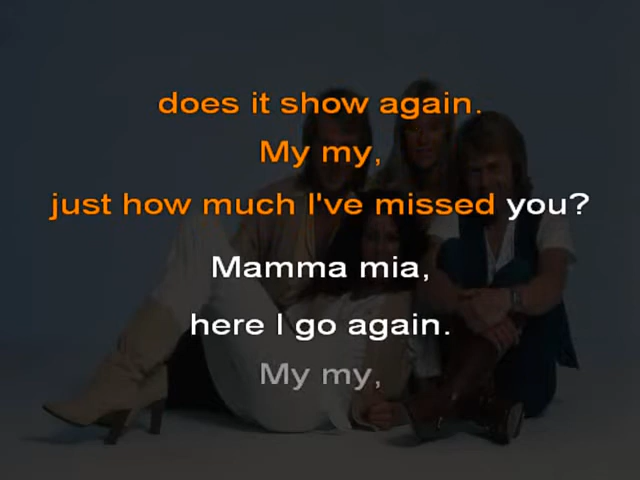 does it show again.
My my,
just how much I've missed you?
Mamma mia,
here I go again.
My my,